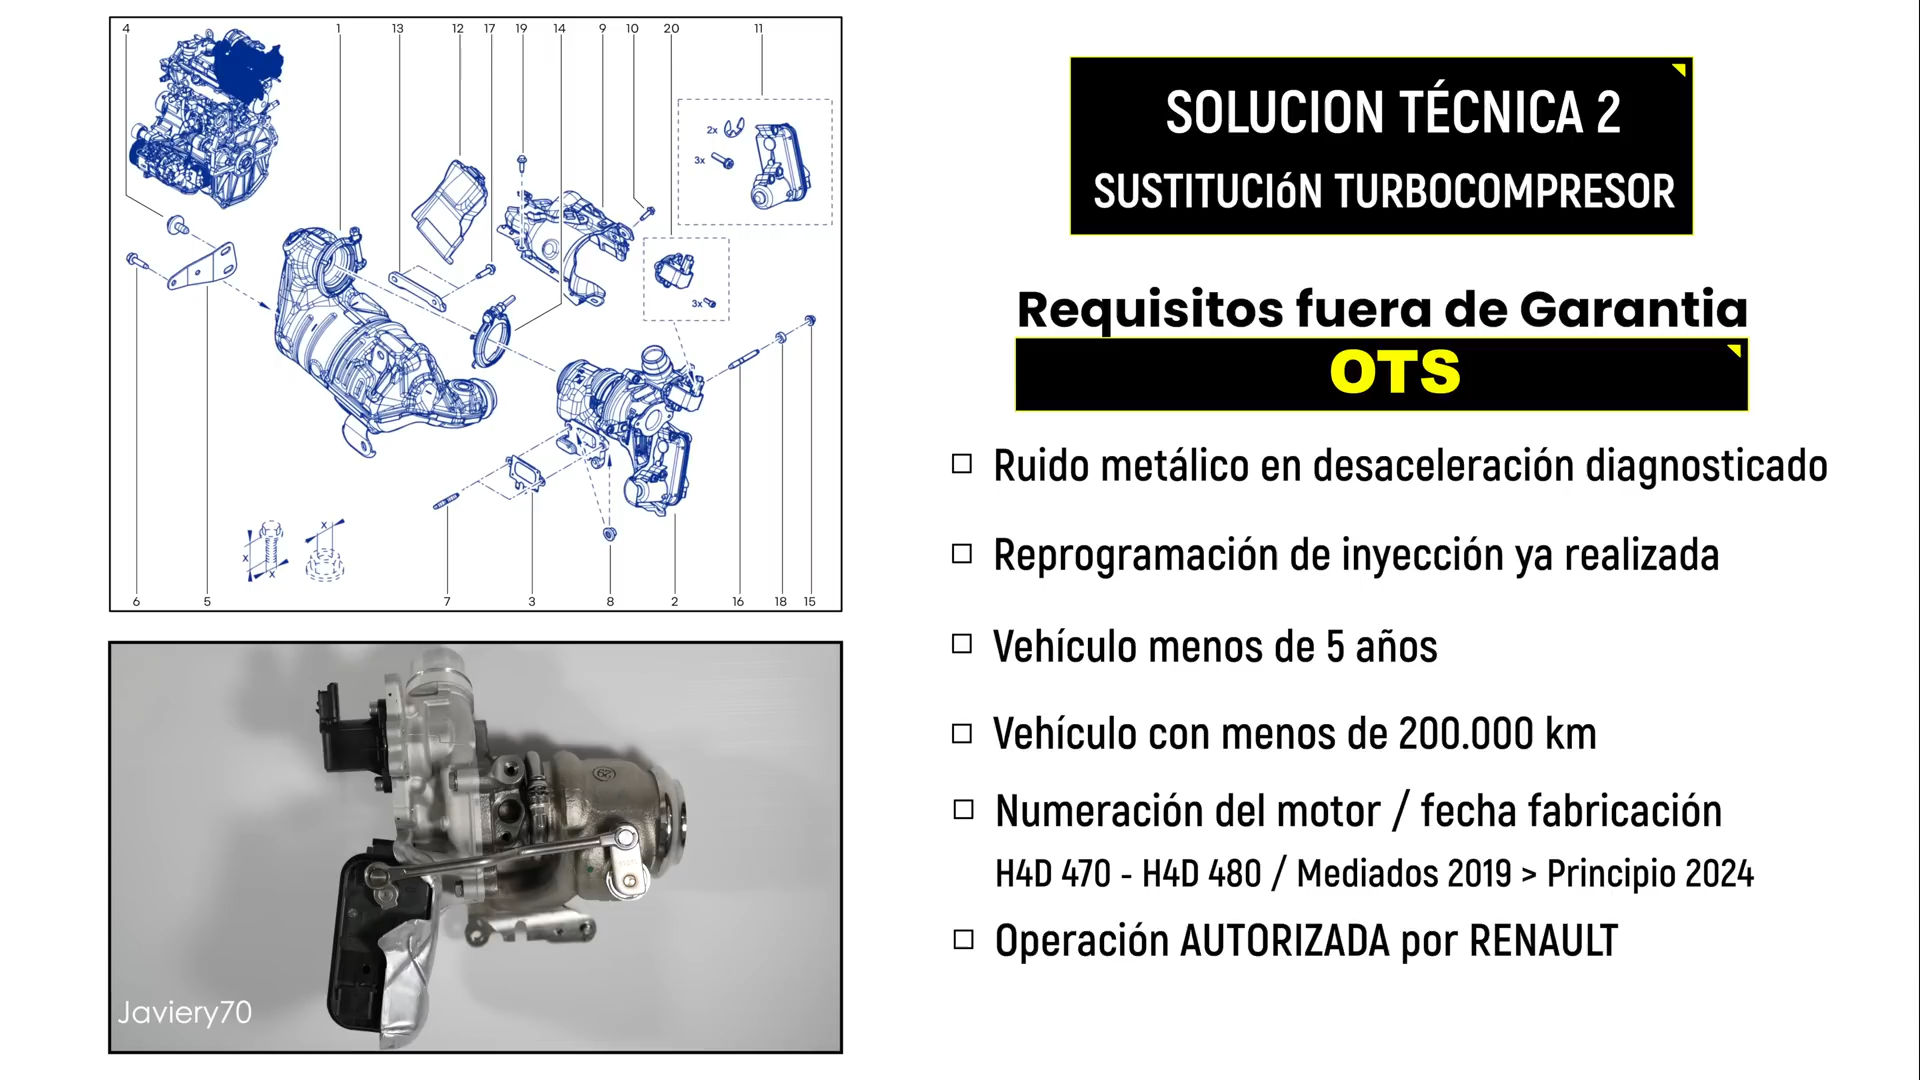 4 1 13 12 17 19 14 9 10 20 11
2x
3x
3x
x
x
x
6 5 7 3 8 2 16 18 15
Javiery70
SOLUCION TÉCNICA 2
SUSTITUCIóN TURBOCOMPRESOR
Requisitos fuera de Garantia
OTS
Ruido metálico en desaceleración diagnosticado
Reprogramación de inyección ya realizada
Vehículo menos de 5 años
Vehículo con menos de 200.000 km
Numeración del motor / fecha fabricación
H4D 470 - H4D 480 / Mediados 2019 > Principio 2024
Operación AUTORIZADA por RENAULT